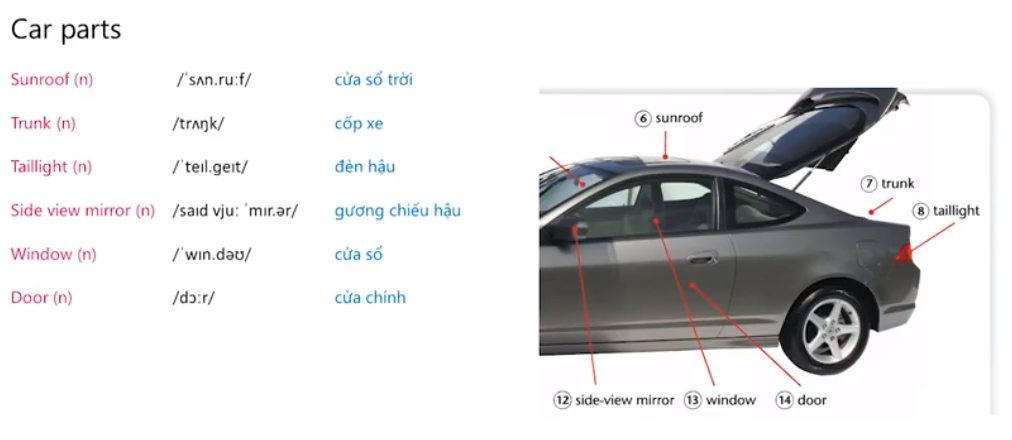 Car parts
Sunroof (n) /ˈsʌn.ruːf/ cửa sổ trời
Trunk (n) /trʌŋk/ cốp xe
Taillight (n) /ˈteɪl.geɪt/ đèn hậu
Side view mirror (n) /saɪd vjuː ˈmɪr.ər/ gương chiếu hậu
Window (n) /ˈwɪn.dəʊ/ cửa sổ
Door (n) /dɔːr/ cửa chính
6 sunroof
7 trunk
8 taillight
12 side-view mirror 13 window 14 door